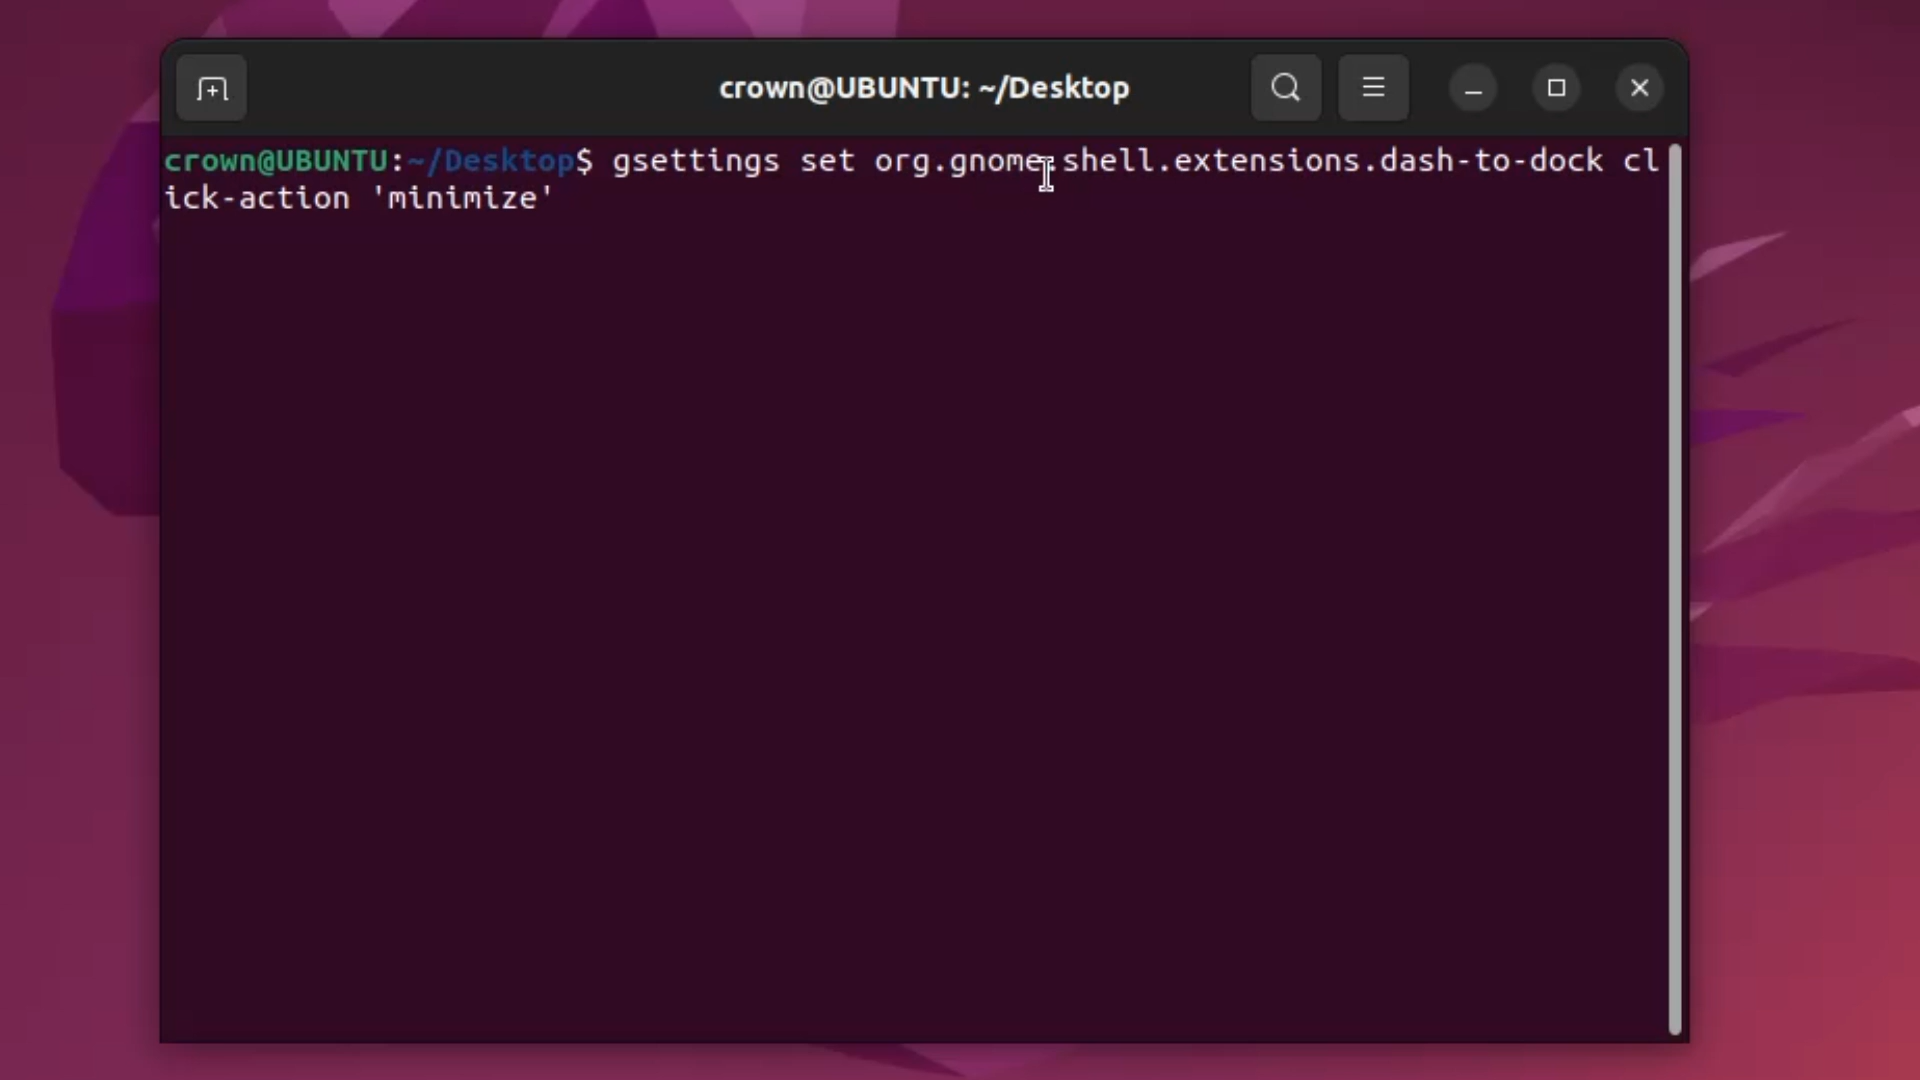 crown@UBUNTU: ~/Desktop
crown@UBUNTU:~/Desktop$ gsettings set org.gnome.shell.extensions.dash-to-dock cl
ick-action 'minimize'